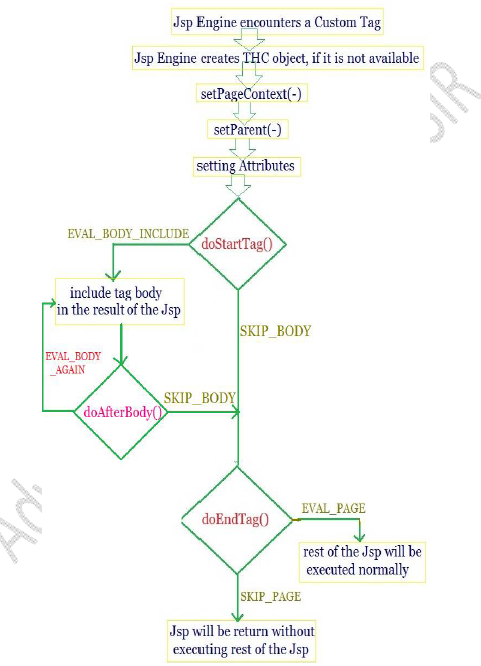 Jsp Engine encounters a Custom Tag
Jsp Engine creates THC object, if it is not available
setPageContext(-)
setParent(-)
setting Attributes
doStartTag()
EVAL_BODY_INCLUDE
include tag body
in the result of the Jsp
SKIP_BODY
EVAL_BODY
_AGAIN
doAfterBody()
SKIP_BODY
doEndTag()
EVAL_PAGE
rest of the Jsp will be
executed normally
SKIP_PAGE
Jsp will be return without
executing rest of the Jsp